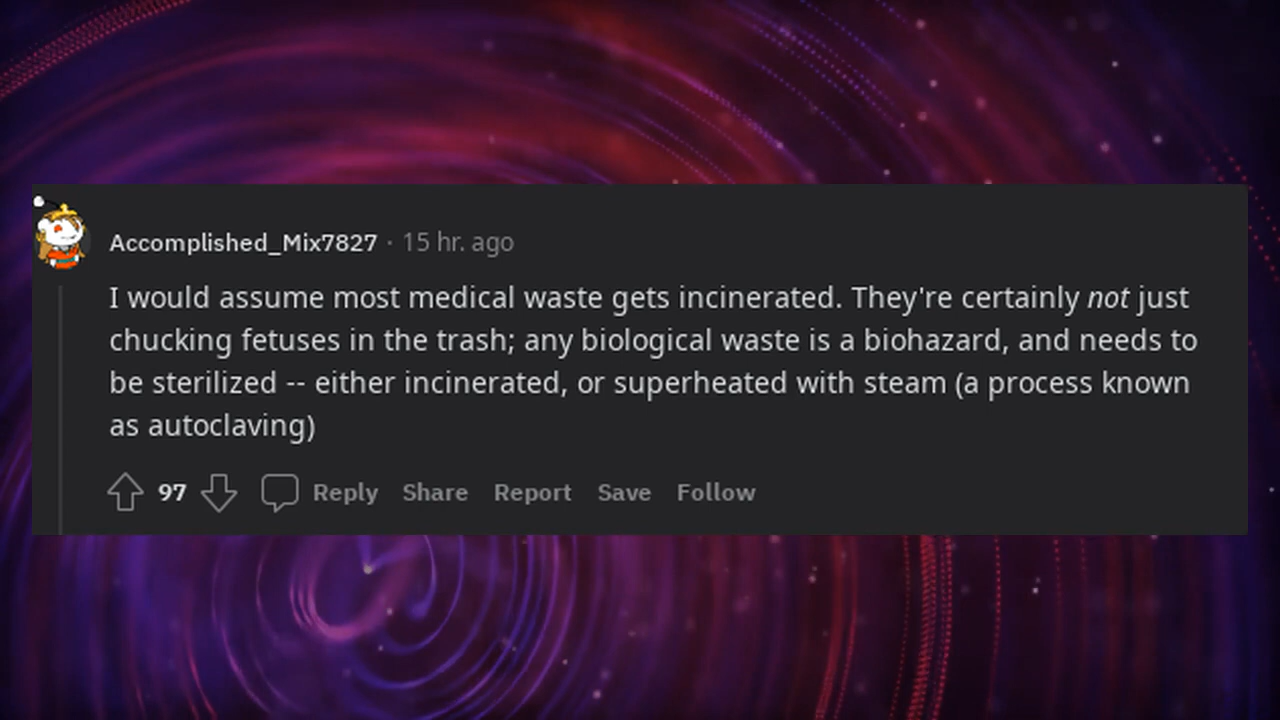 Accomplished_Mix7827 · 15 hr. ago
I would assume most medical waste gets incinerated. They're certainly not just
chucking fetuses in the trash; any biological waste is a biohazard, and needs to
be sterilized -- either incinerated, or superheated with steam (a process known
as autoclaving)
97 Reply Share Report Save Follow